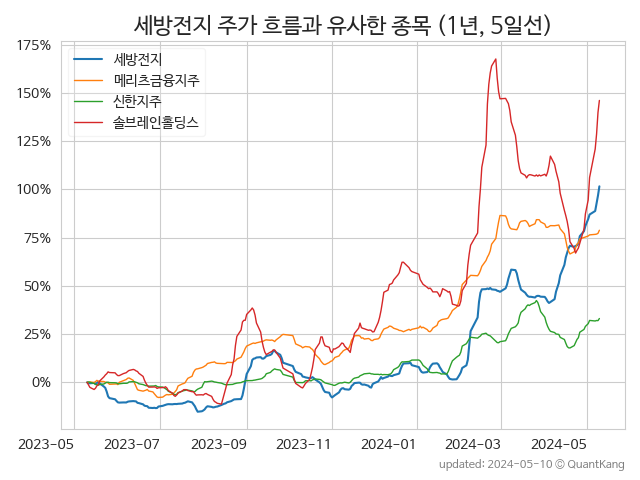 세방전지 주가 흐름과 유사한 종목 (1년, 5일선)
175%
150%
125%
100%
75%
50%
25%
0%
세방전지
메리츠금융지주
신한지주
솔브레인홀딩스
2023-05 2023-07 2023-09 2023-11 2024-01 2024-03 2024-05
updated: 2024-05-10 © QuantKang